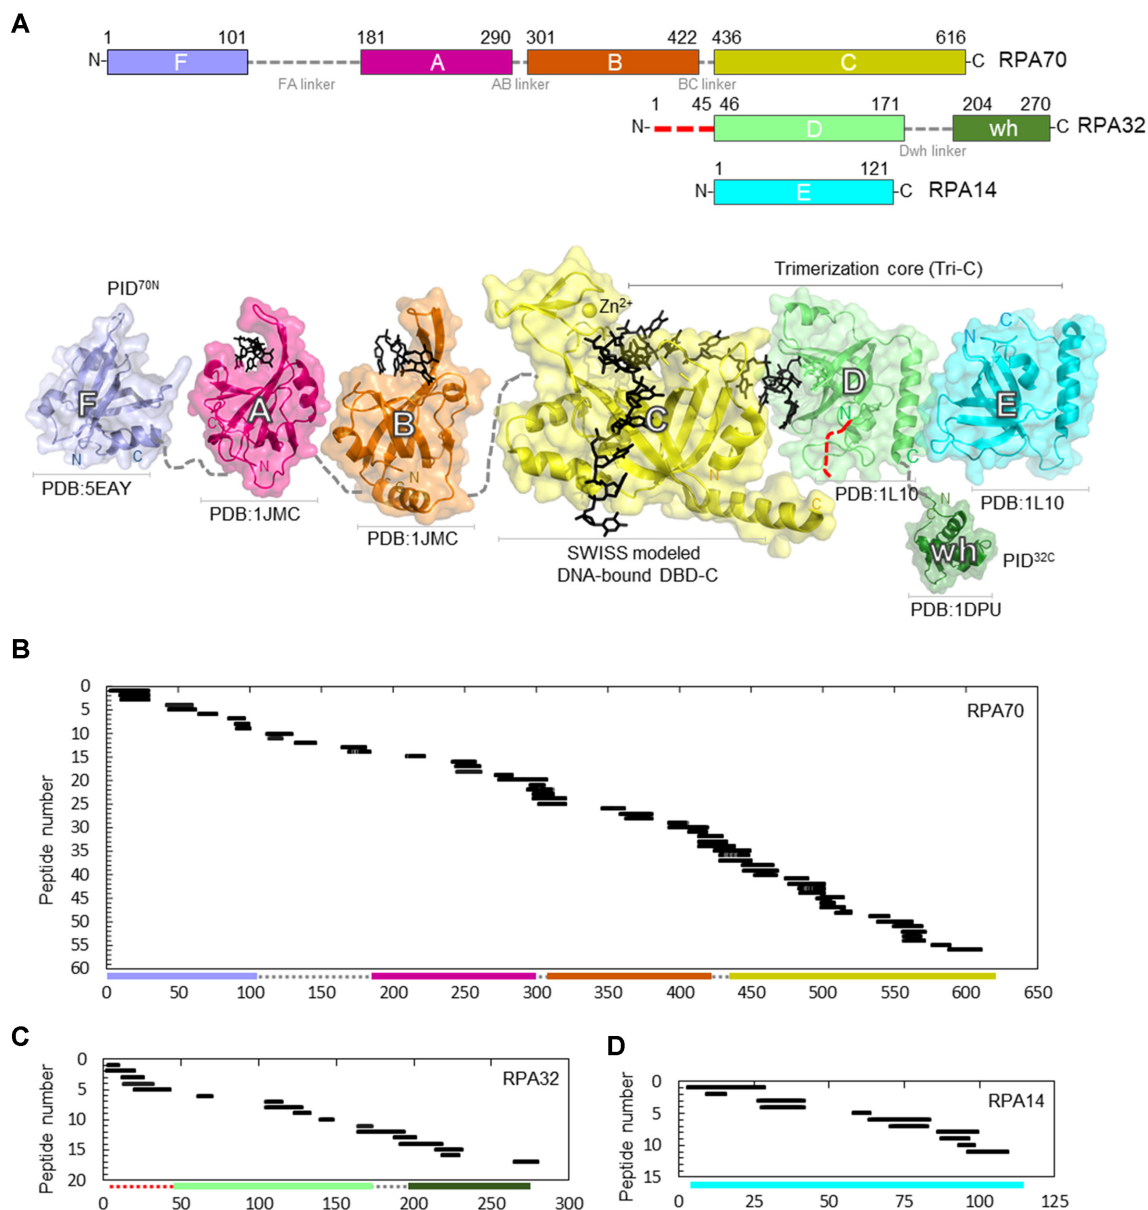 A
1 101 181 290 301 422 436 616
N- F A B C -C RPA70
FA linker AB linker BC linker
1 45 46 171 204 270
N- D wh -C RPA32
Dwh linker
1 121
N- E -C RPA14
Trimerization core (Tri-C)
PID70N
Zn2+
F A B C D E
N C
C N
C N
N C
N C
N C
PDB:5EAY
PDB:1JMC
PDB:1JMC
SWISS modeled
DNA-bound DBD-C
PDB:1L10
PDB:1L10
N
C
wh
PID32C
PDB:1DPU
B
RPA70
Peptide number
0
5
10
15
20
25
30
35
40
45
50
55
60
0 50 100 150 200 250 300 350 400 450 500 550 600 650
C
RPA32
Peptide number
0
5
10
15
20
0 50 100 150 200 250 300
D
RPA14
Peptide number
0
5
10
15
0 25 50 75 100 125